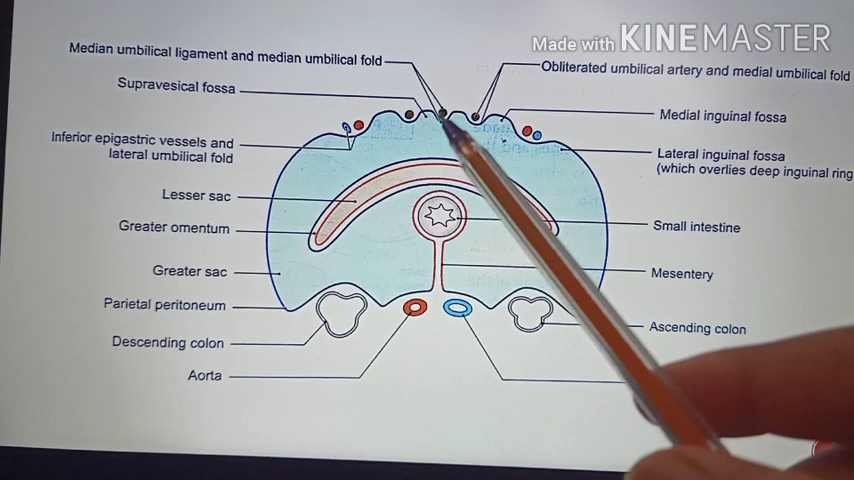 Made with KINEMASTER
Median umbilical ligament and median umbilical fold
Obliterated umbilical artery and medial umbilical fold
Supravesical fossa
Medial inguinal fossa
Inferior epigastric vessels and
lateral umbilical fold
Lateral inguinal fossa
(which overlies deep inguinal ring
Lesser sac
Greater omentum
Small intestine
Greater sac
Mesentery
Parietal peritoneum
Ascending colon
Descending colon
Aorta